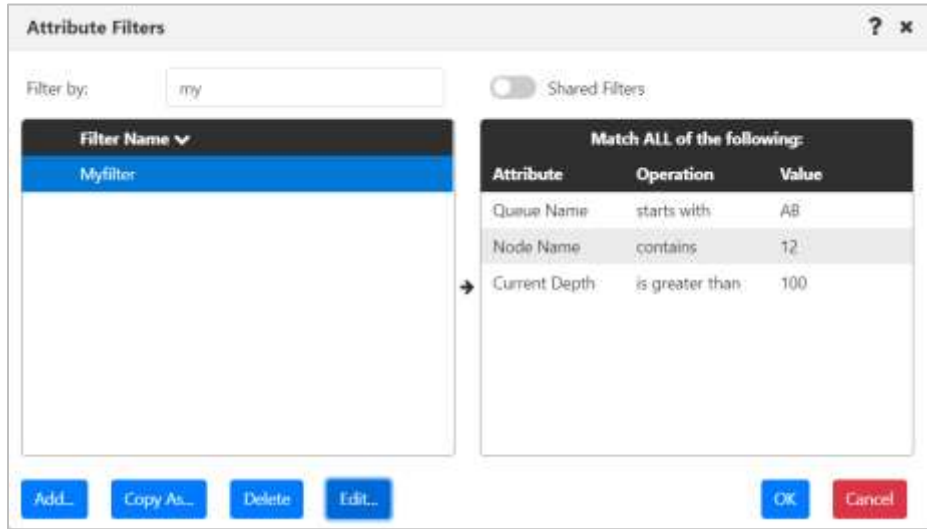 Attribute Filters ? ×
Filter by: my Shared Filters
Filter Name Match ALL of the following:
Myfilter Attribute Operation Value
Queue Name starts with AB
Node Name contains 12
Current Depth is greater than 100
Add... Copy As... Delete Edit... OK Cancel